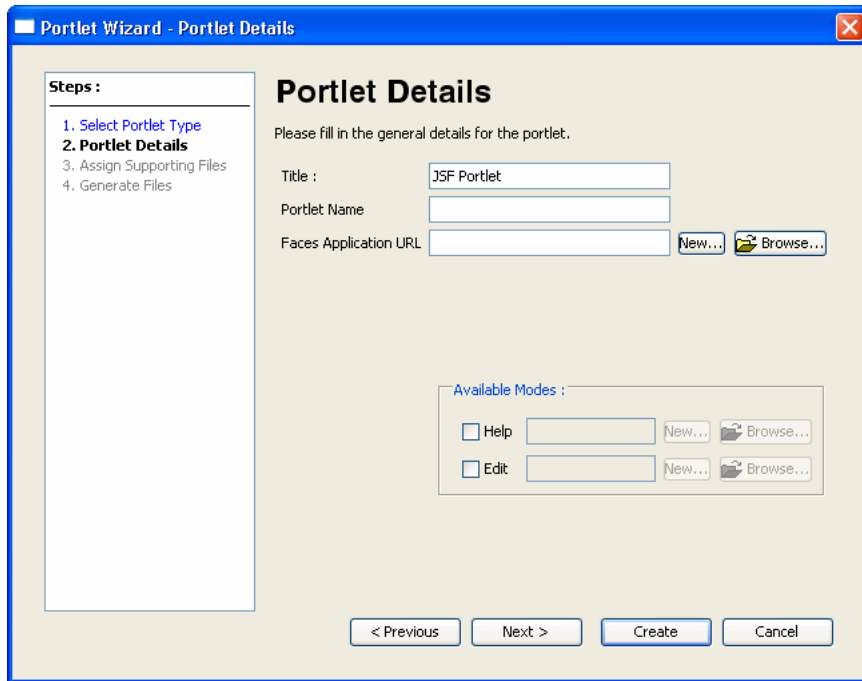 Portlet Wizard - Portlet Details
Steps :
1. Select Portlet Type
2. Portlet Details
3. Assign Supporting Files
4. Generate Files
Portlet Details
Please fill in the general details for the portlet.
Title : JSF Portlet
Portlet Name
Faces Application URL New... Browse...
Available Modes :
Help New... Browse...
Edit New... Browse...
< Previous Next > Create Cancel